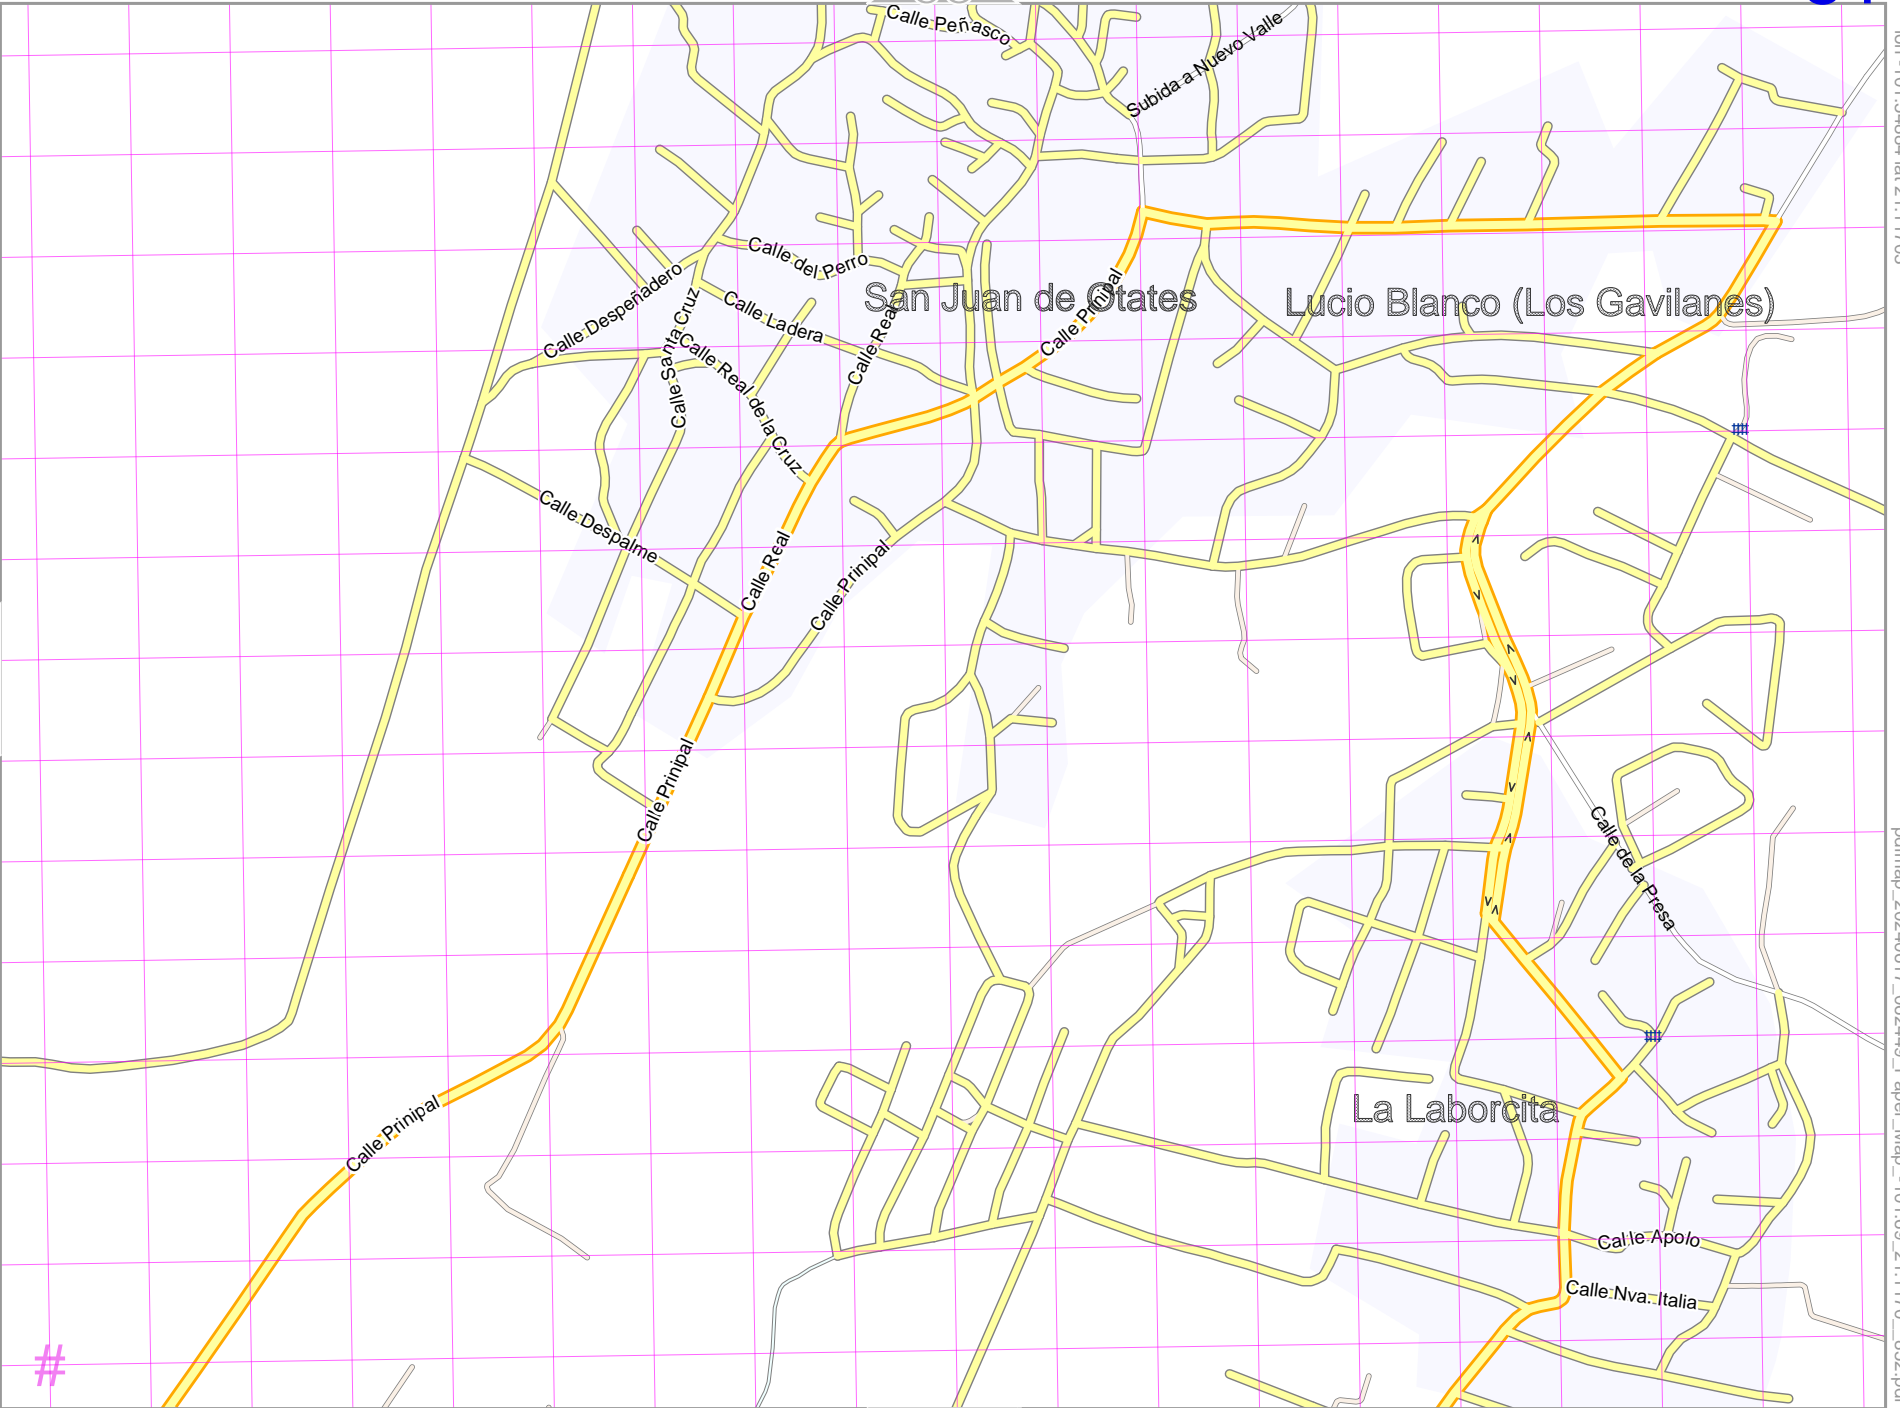 Calle Peñasco
Subida a Nuevo Valle
Calle del Perro
Calle Despeñadero
Calle Santa Cruz
Calle Ladera
Calle Real
San Juan de Otates
Calle Prinipal
Lucio Blanco (Los Gavilanes)
Calle Real de la Cruz
Calle Despalme
Calle Real
Calle Prinipal
Calle Prinipal
Calle de la Presa
Calle Prinipal
La Laborcita
Calle Apolo
Calle Nva. Italia
#